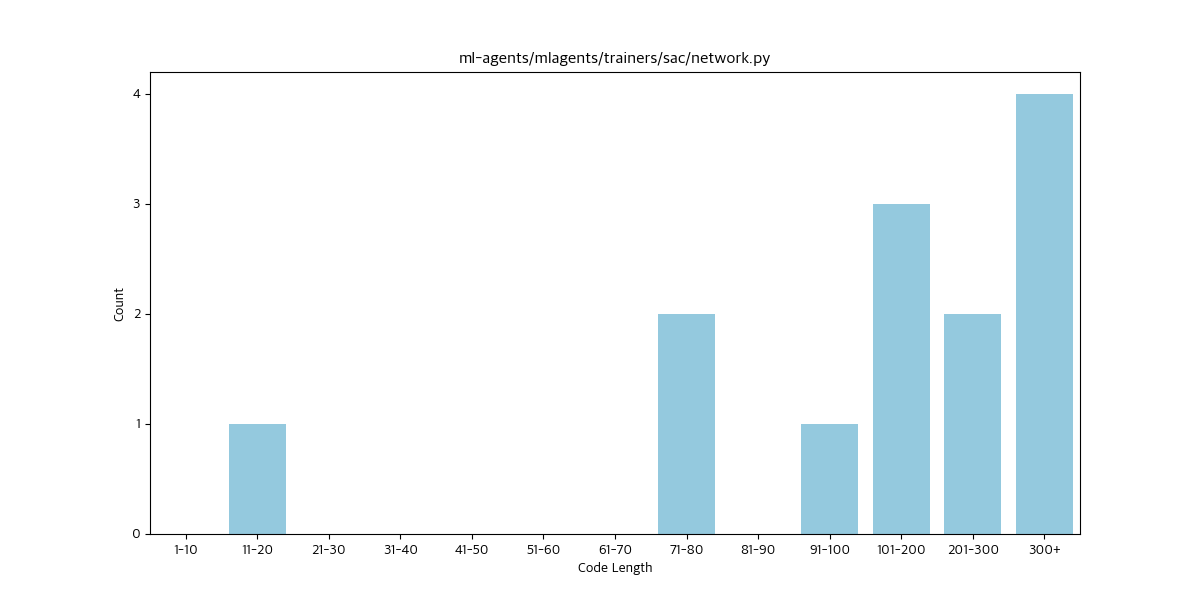 ml-agents/mlagents/trainers/sac/network.py
4
3
2
1
0
Count
1-10 11-20 21-30 31-40 41-50 51-60 61-70 71-80 81-90 91-100 101-200 201-300 300+
Code Length